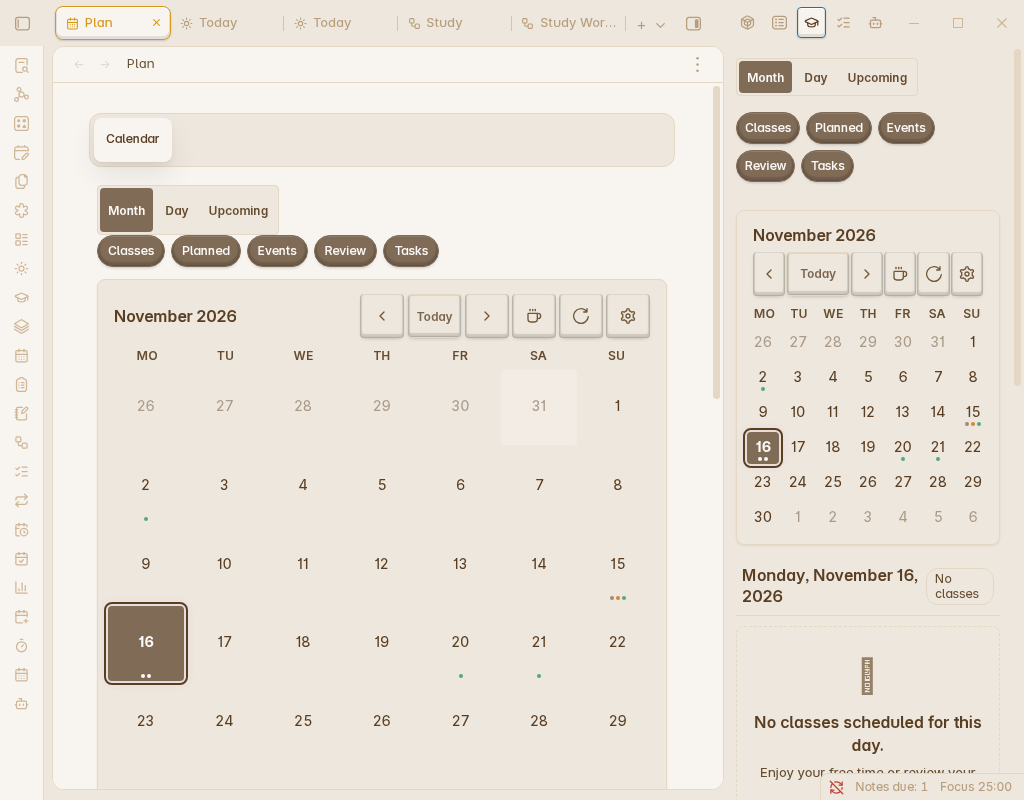 Plan
Today
Today
Study
Study Wor...
Plan
Calendar
Month Day Upcoming
Classes Planned Events Review Tasks
November 2026
Today
MO TU WE TH FR SA SU
26 27 28 29 30 31 1
2 3 4 5 6 7 8
9 10 11 12 13 14 15
16 17 18 19 20 21 22
23 24 25 26 27 28 29
Month Day Upcoming
Classes Planned Events
Review Tasks
November 2026
Today
MO TU WE TH FR SA SU
26 27 28 29 30 31 1
2 3 4 5 6 7 8
9 10 11 12 13 14 15
16 17 18 19 20 21 22
23 24 25 26 27 28 29
30 1 2 3 4 5 6
Monday, November 16,
2026
No
classes
No classes scheduled for this
day.
Enjoy your free time or review your
Notes due: 1 Focus 25:00